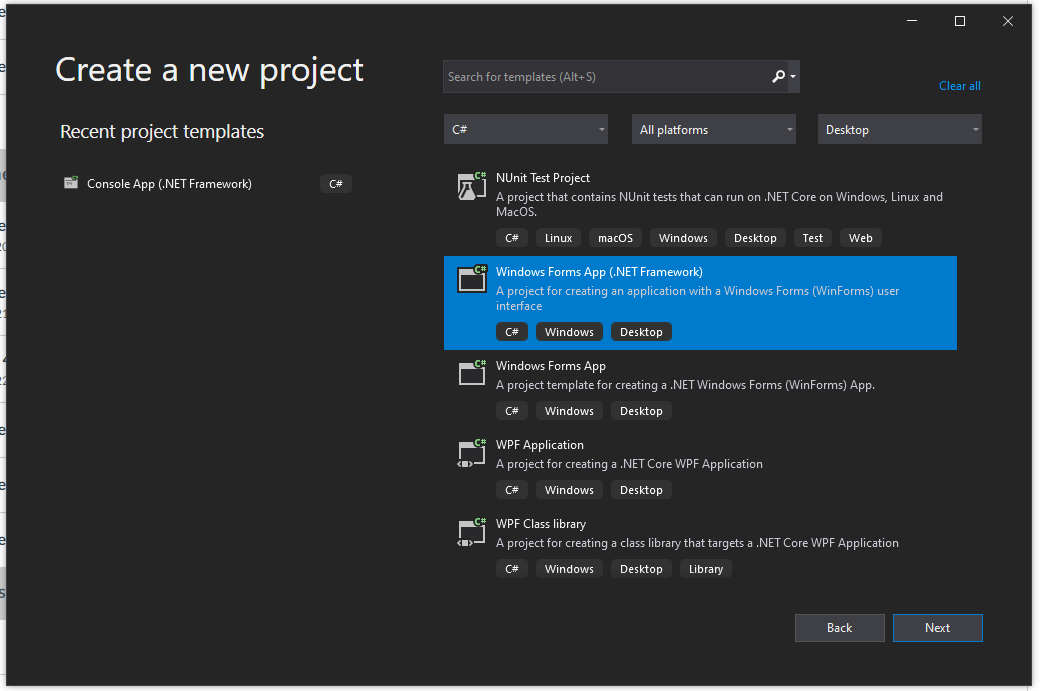 Create a new project
Search for templates (Alt+S)
Clear all
Recent project templates
C#
All platforms
Desktop
Console App (.NET Framework)
C#
NUnit Test Project
A project that contains NUnit tests that can run on .NET Core on Windows, Linux and
MacOS.
C# Linux macOS Windows Desktop Test Web
Windows Forms App (.NET Framework)
A project for creating an application with a Windows Forms (WinForms) user
interface
C# Windows Desktop
Windows Forms App
A project template for creating a .NET Windows Forms (WinForms) App.
C# Windows Desktop
WPF Application
A project for creating a .NET Core WPF Application
C# Windows Desktop
WPF Class library
A project for creating a class library that targets a .NET Core WPF Application
C# Windows Desktop Library
Back
Next